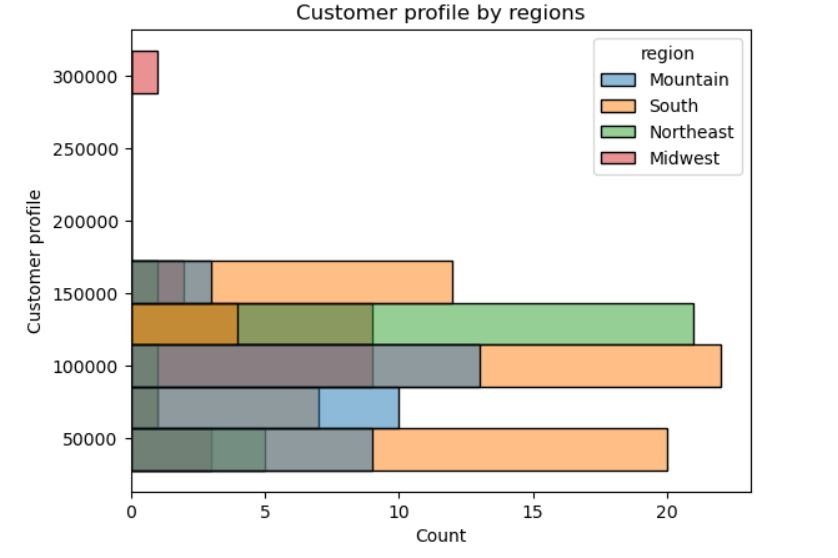 Customer profile by regions
region
Mountain
South
Northeast
Midwest
Customer profile
300000
250000
200000
150000
100000
50000
0 5 10 15 20
Count